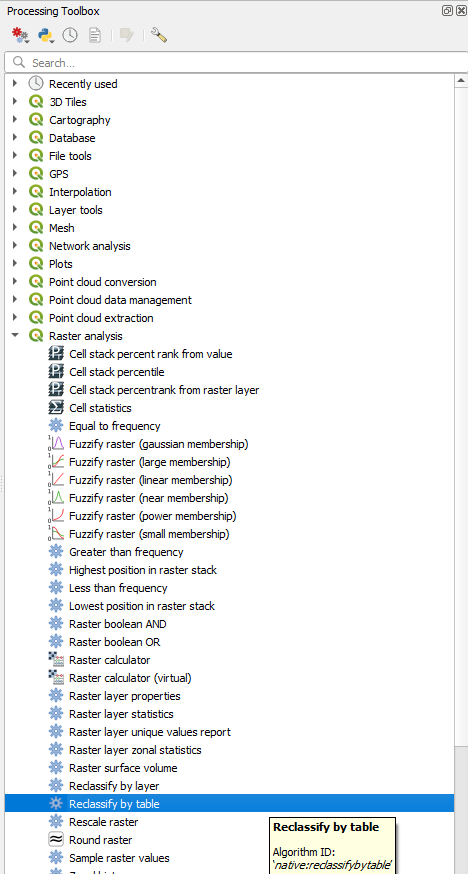 Processing Toolbox
Search...
Recently used
3D Tiles
Cartography
Database
File tools
GPS
Interpolation
Layer tools
Mesh
Network analysis
Plots
Point cloud conversion
Point cloud data management
Point cloud extraction
Raster analysis
Cell stack percent rank from value
Cell stack percentile
Cell stack percentrank from raster layer
Cell statistics
Equal to frequency
Fuzzify raster (gaussian membership)
Fuzzify raster (large membership)
Fuzzify raster (linear membership)
Fuzzify raster (near membership)
Fuzzify raster (power membership)
Fuzzify raster (small membership)
Greater than frequency
Highest position in raster stack
Less than frequency
Lowest position in raster stack
Raster boolean AND
Raster boolean OR
Raster calculator
Raster calculator (virtual)
Raster layer properties
Raster layer statistics
Raster layer unique values report
Raster layer zonal statistics
Raster surface volume
Reclassify by layer
Reclassify by table
Rescale raster
Round raster
Sample raster values
Reclassify by table
Algorithm ID:
'native:reclassifybytable'